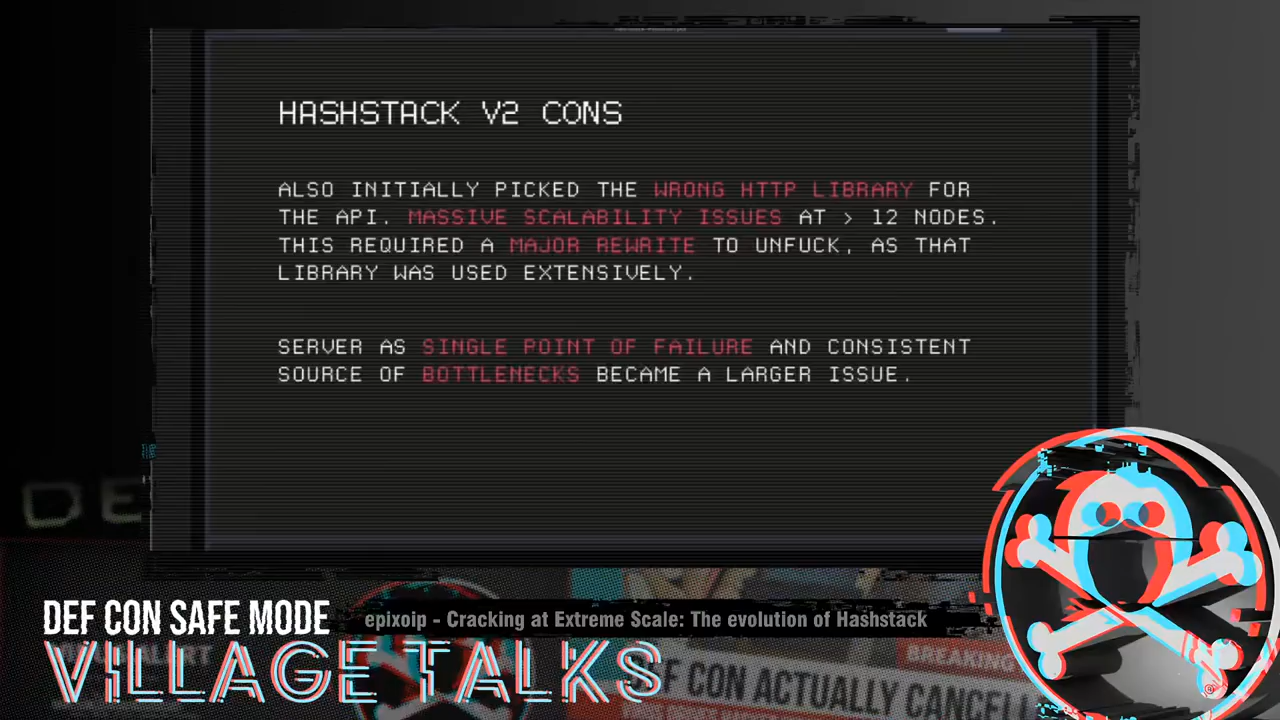 HASHSTACK V2 CONS
ALSO INITIALLY PICKED THE WRONG HTTP LIBRARY FOR
THE API. MASSIVE SCALABILITY ISSUES AT > 12 NODES.
THIS REQUIRED A MAJOR REWRITE TO UNFUCK, AS THAT
LIBRARY WAS USED EXTENSIVELY.
SERVER AS SINGLE POINT OF FAILURE AND CONSISTENT
SOURCE OF BOTTLENECKS BECAME A LARGER ISSUE.
DE
DEF CON SAFE MODE
epixoip - Cracking at Extreme Scale: The evolution of Hashstack
VILLAGE TALKS
BREAKING
DEF CON ACTUALLY CANCELL